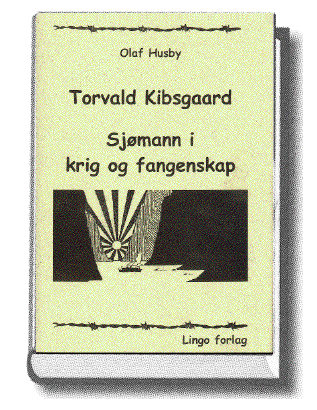 Olaf Husby
Torvald Kibsgaard
Sjømann i
krig og fangenskap
Lingo forlag